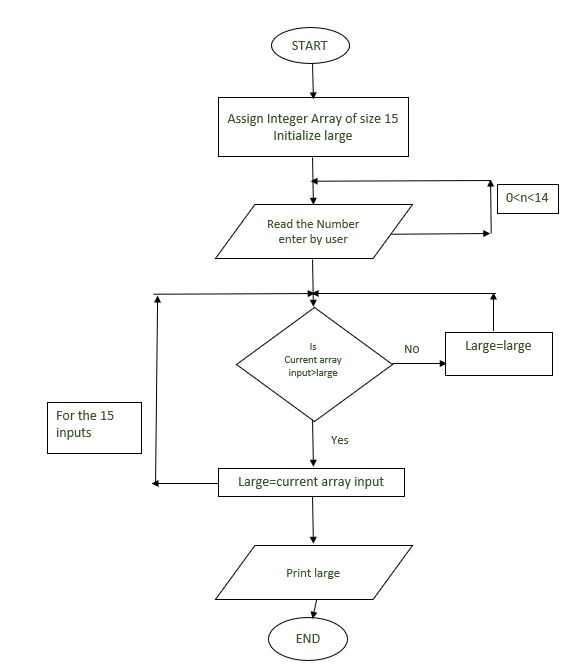 START
Assign Integer Array of size 15
Initialize large
0<n<14
Read the Number
enter by user
Is
Current array
input>large
No
Large=large
Yes
For the 15
inputs
Large=current array input
Print large
END